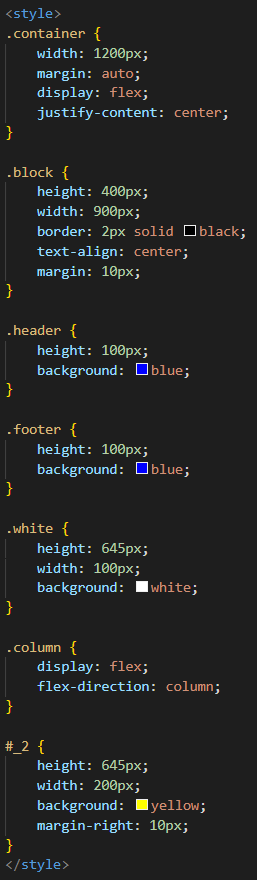 <style>
.container {
    width: 1200px;
    margin: auto;
    display: flex;
    justify-content: center;
}

.block {
    height: 400px;
    width: 900px;
    border: 2px solid black;
    text-align: center;
    margin: 10px;
}

.header {
    height: 100px;
    background: blue;
}

.footer {
    height: 100px;
    background: blue;
}

.white {
    height: 645px;
    width: 100px;
    background: white;
}

.column {
    display: flex;
    flex-direction: column;
}

#_2 {
    height: 645px;
    width: 200px;
    background: yellow;
    margin-right: 10px;
}
</style>